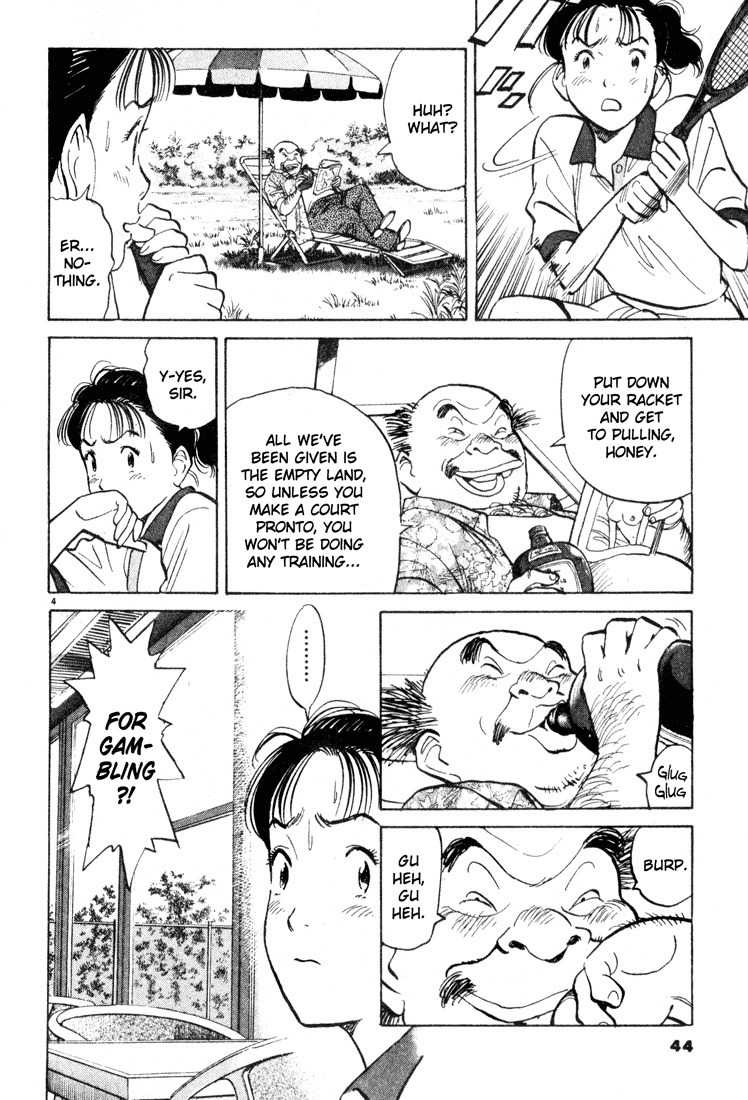 HUH?
WHAT?
ER...
NO-
THING.
PUT DOWN
YOUR RACKET
AND GET
TO PULLING,
HONEY.
ALL WE'VE
BEEN GIVEN IS
THE EMPTY LAND,
SO UNLESS YOU
MAKE A COURT
PRONTO, YOU
WON'T BE DOING
ANY TRAINING...
Y-YES,
SIR.
4
Glug
Glug
BURP.
GU
HEH,
GU
HEH.
.........
FOR
GAM-
BLING
?!
44